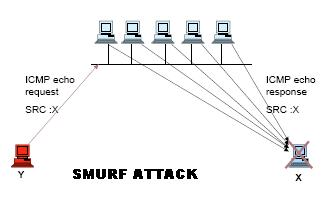 ICMP echo
request
SRC :X
ICMP echo
response
SRC :X
Y
SMURF ATTACK
X